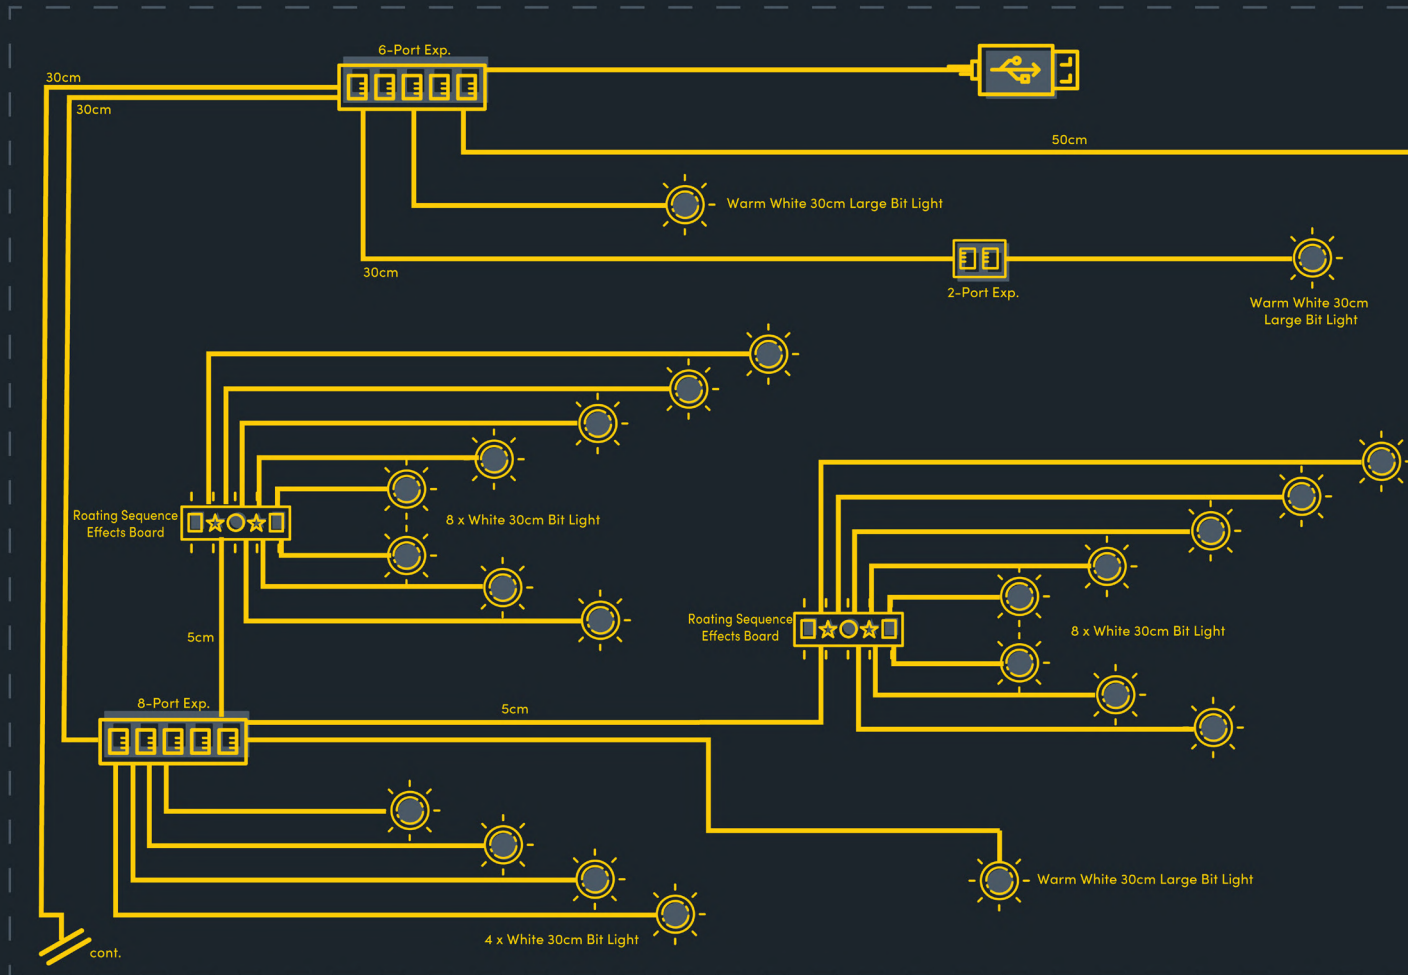 6-Port Exp.
30cm
30cm
50cm
Warm White 30cm Large Bit Light
30cm
2-Port Exp.
Warm White 30cm
Large Bit Light
Roating Sequence
Effects Board
8 x White 30cm Bit Light
Roating Sequence
Effects Board
8 x White 30cm Bit Light
5cm
8-Port Exp.
5cm
Warm White 30cm Large Bit Light
4 x White 30cm Bit Light
cont.